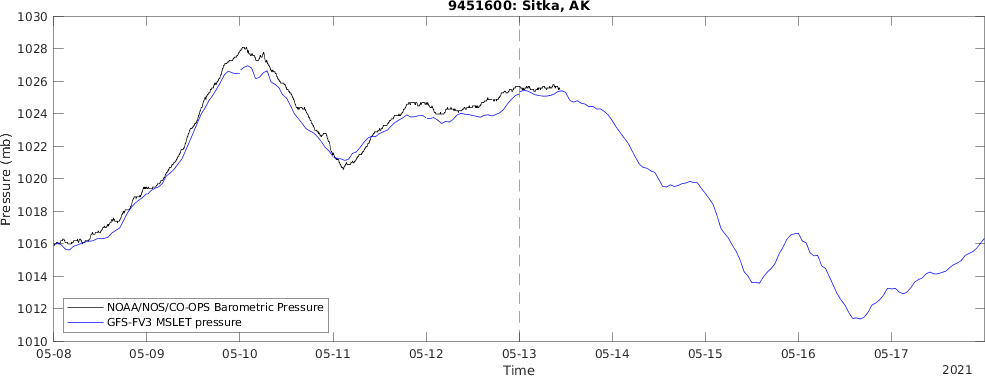 9451600: Sitka, AK
Pressure (mb)
1030
1028
1026
1024
1022
1020
1018
1016
1014
1012
1010
NOAA/NOS/CO-OPS Barometric Pressure
GFS-FV3 MSLET pressure
05-08 05-09 05-10 05-11 05-12 05-13 05-14 05-15 05-16 05-17
Time
2021